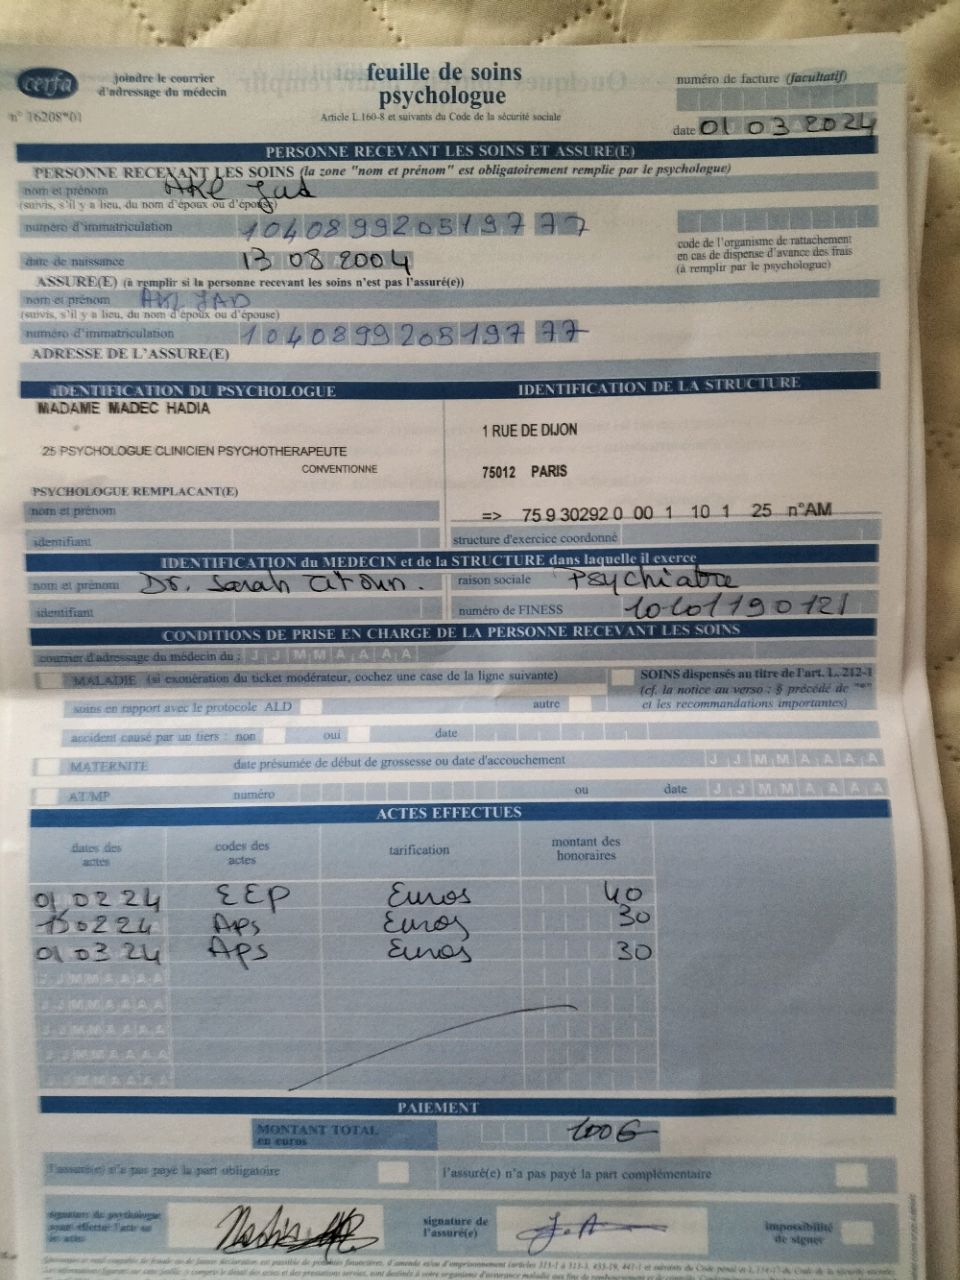 cerfa
n° 16208*01
joindre le courrier
d'adressage du médecin
feuille de soins
psychologue
Article L.160-8 et suivants du Code de la sécurité sociale
numéro de facture (facultatif)
date 01 03 2024
PERSONNE RECEVANT LES SOINS ET ASSURE(E)
PERSONNE RECEVANT LES SOINS (la zone "nom et prénom" est obligatoirement remplie par le psychologue)
nom et prénom AKL Jad
(suivis, s'il y a lieu, du nom d'époux ou d'épouse)
numéro d'immatriculation 1040899205197 77
code de l'organisme de rattachement
en cas de dispense d'avance des frais
(à remplir par le psychologue)
date de naissance 13 08 2004
ASSURE(E) (à remplir si la personne recevant les soins n'est pas l'assuré(e))
nom et prénom AKL JAD
(suivis, s'il y a lieu, du nom d'époux ou d'épouse)
numéro d'immatriculation 1040899205197 77
ADRESSE DE L'ASSURE(E)
IDENTIFICATION DU PSYCHOLOGUE
MADAME MADEC HADIA
25 PSYCHOLOGUE CLINICIEN PSYCHOTHERAPEUTE
CONVENTIONNE
PSYCHOLOGUE REMPLACANT(E)
nom et prénom
identifiant
IDENTIFICATION DE LA STRUCTURE
1 RUE DE DIJON
75012 PARIS
=> 75 9 30292 0 00 1 10 1 25 n°AM
structure d'exercice coordonné
IDENTIFICATION du MEDECIN et de la STRUCTURE dans laquelle il exerce
nom et prénom Dr. Sarah
raison sociale Psychiatre
identifiant
numéro de FINESS 10101190121
CONDITIONS DE PRISE EN CHARGE DE LA PERSONNE RECEVANT LES SOINS
courrier d'adressage du médecin du : J J M M A A A A
MALADIE (si exonération du ticket modérateur, cochez une case de la ligne suivante)
SOINS dispensés au titre de l'art. L. 212-1
(cf. la notice au verso : § précédé de "*"
et les recommandations importantes)
soins en rapport avec le protocole ALD autre
accident causé par un tiers : non oui date
MATERNITE date présumée de début de grossesse ou date d'accouchement J J M M A A A A
AT/MP numéro ou date J J M M A A A A
ACTES EFFECTUES
dates des
actes
codes des
actes
tarification
montant des
honoraires
01 02 24 EEP Euros 40
15 02 24 Aps Euros 30
01 03 24 Aps Euros 30
J J M M A A A A
J J M M A A A A
J J M M A A A A
J J M M A A A A
J J M M A A A A
PAIEMENT
MONTANT TOTAL
en euros
100€
l'assuré(e) n'a pas payé la part obligatoire
l'assuré(e) n'a pas payé la part complémentaire
signature du psychologue
ayant effectué l'acte ou
les actes
signature de
l'assuré(e)
J.A
impossibilité
de signer